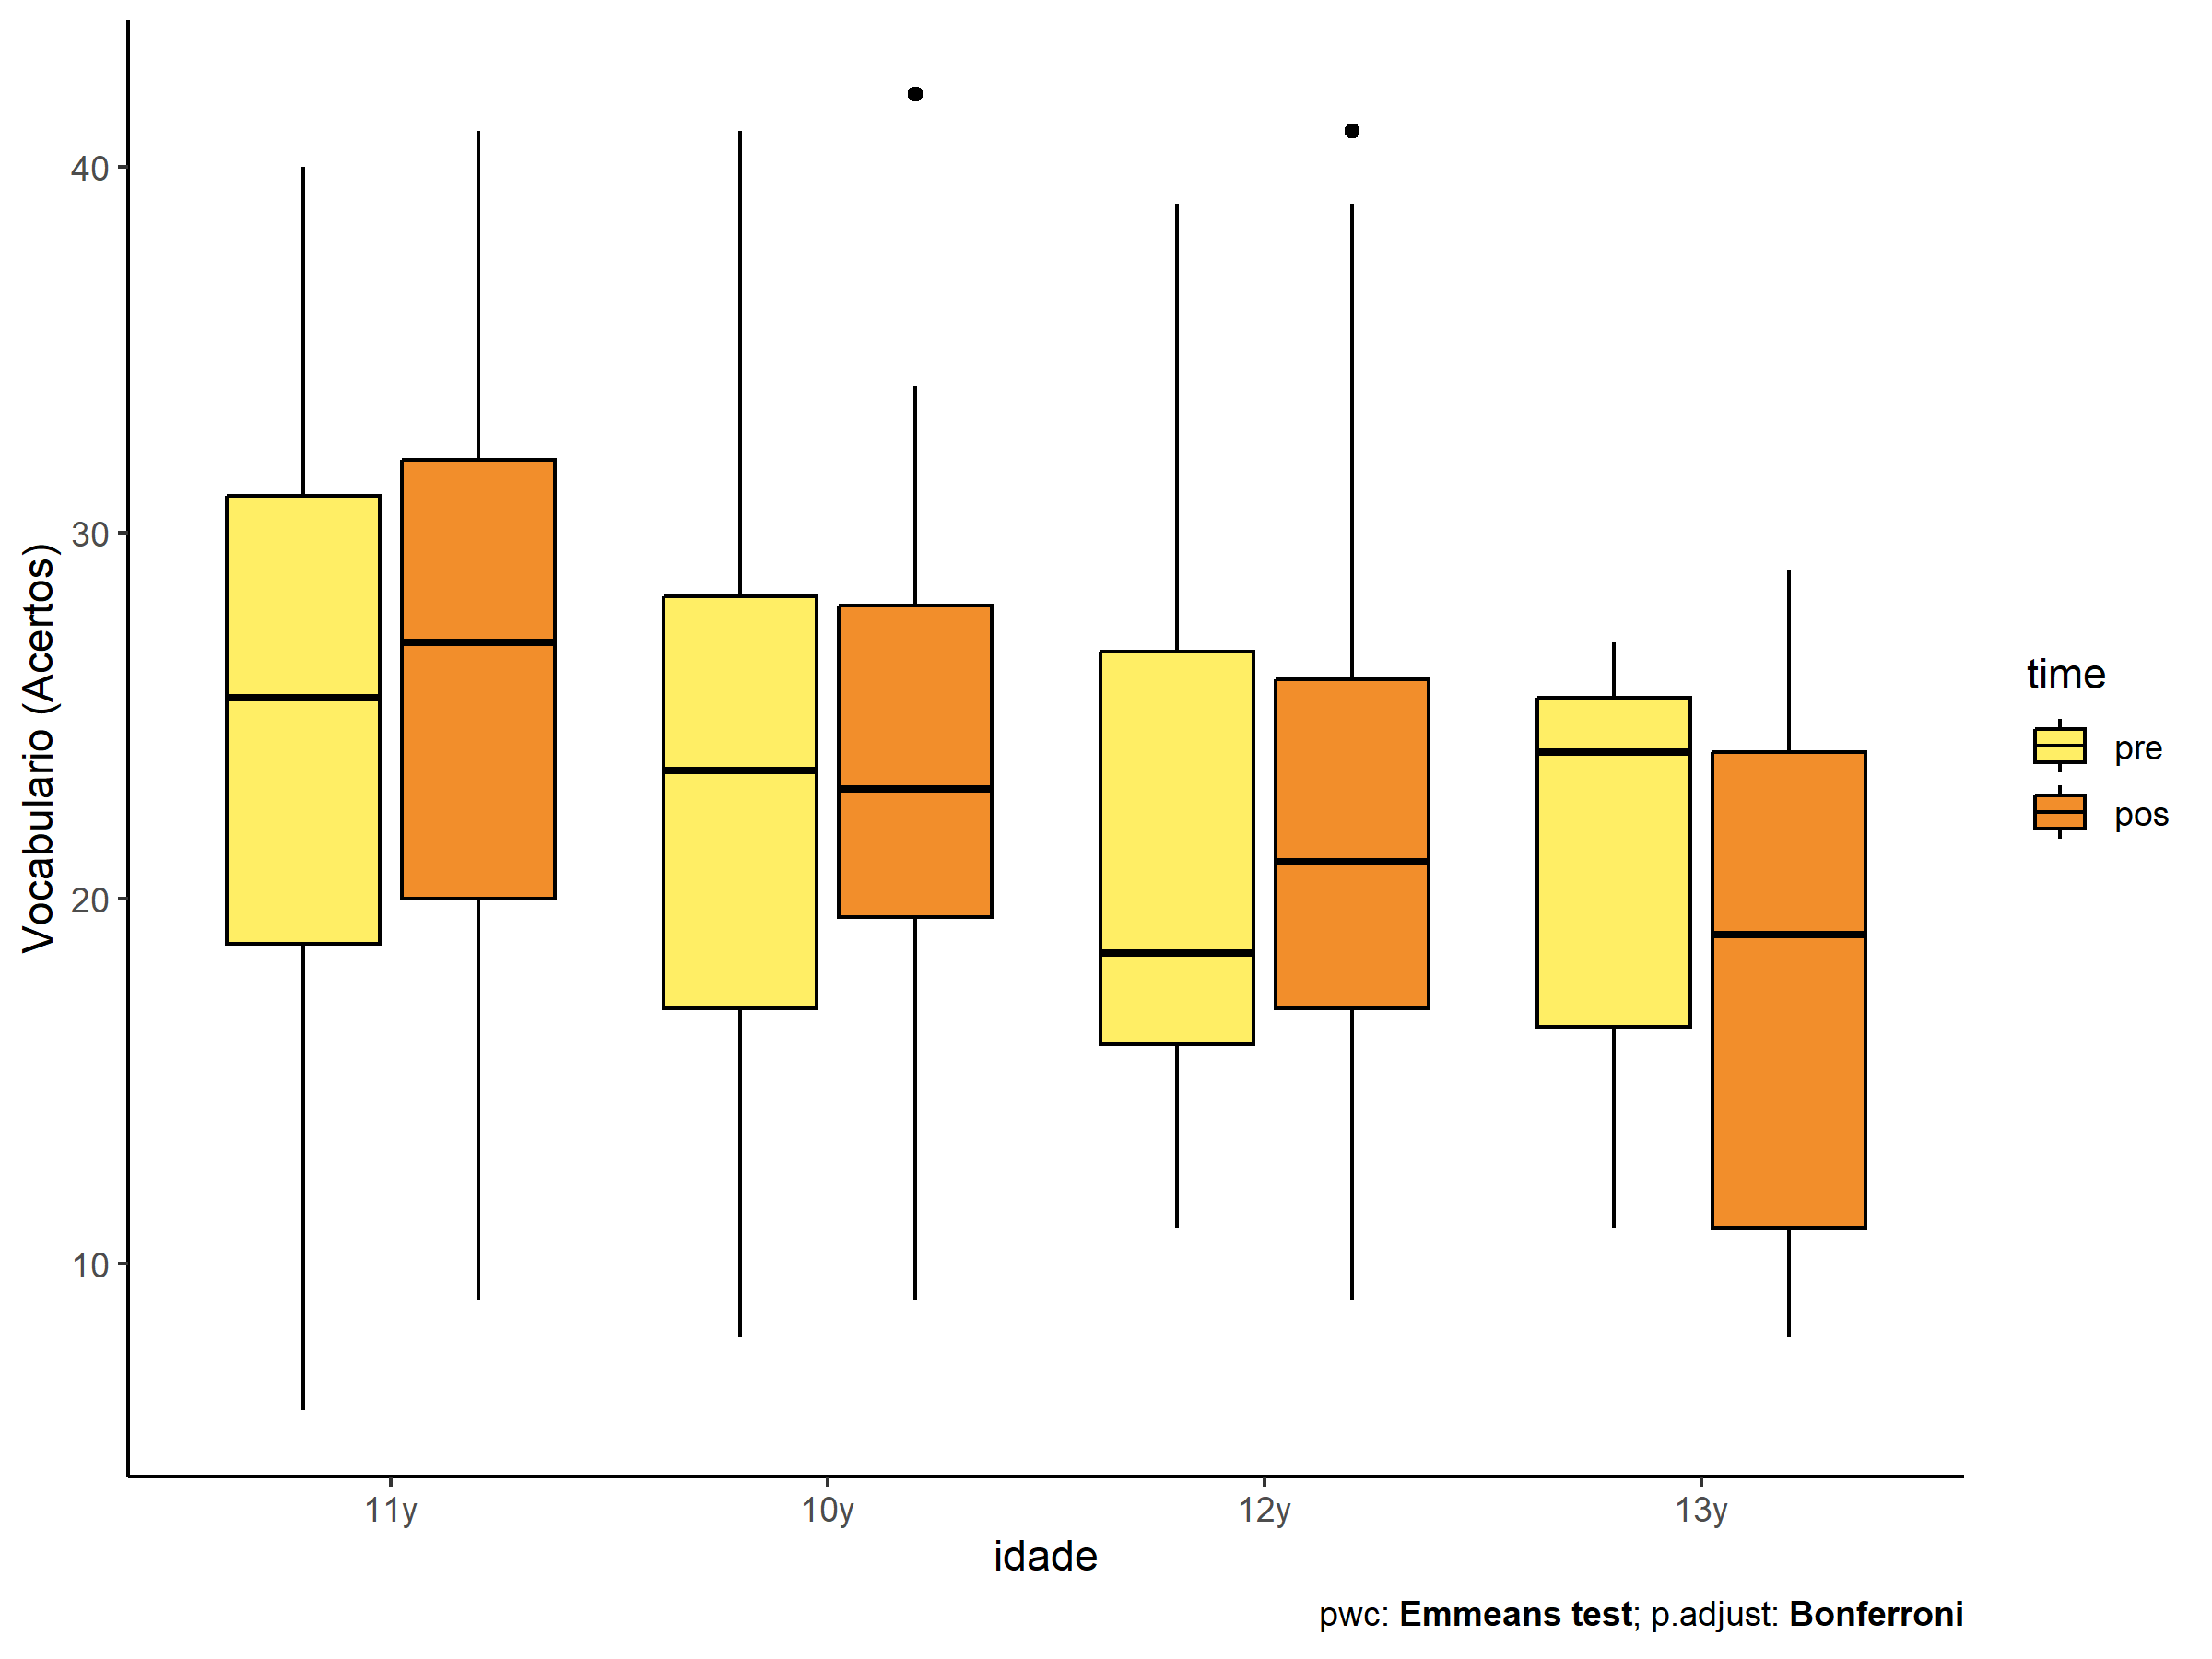 Vocabulario (Acertos)
40
30
20
10
11y
10y
12y
13y
idade
time
pre
pos
pwc: Emmeans test; p.adjust: Bonferroni